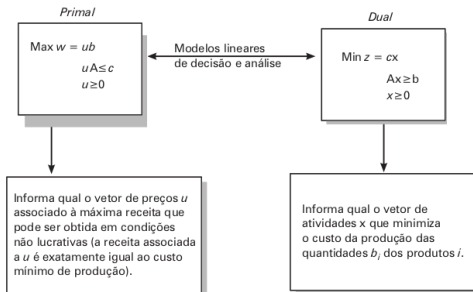 Primal
Max w = ub
uA≤c
u≥0
Modelos lineares
de decisão e análise
Dual
Min z = cx
Ax≥b
x≥0
Informa qual o vetor de preços u
associado à máxima receita que
pode ser obtida em condições
não lucrativas (a receita associada
a u é exatamente igual ao custo
mínimo de produção).
Informa qual o vetor de
atividades x que minimiza
o custo da produção das
quantidades bᵢ dos produtos i.